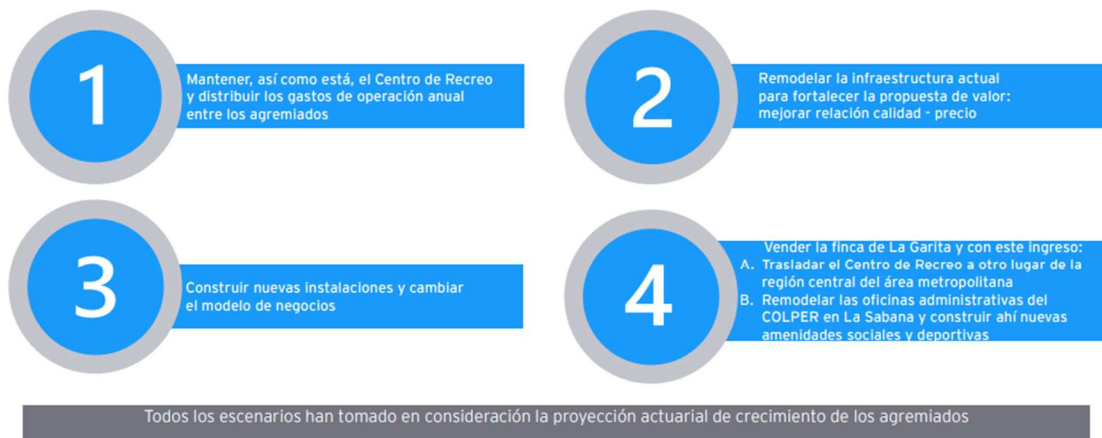 1
Mantener, así como está, el Centro de Recreo
y distribuir los gastos de operación anual
entre los agremiados
2
Remodelar la infraestructura actual
para fortalecer la propuesta de valor:
mejorar relación calidad - precio
3
Construir nuevas instalaciones y cambiar
el modelo de negocios
4
Vender la finca de La Garita y con este ingreso:
A. Trasladar el Centro de Recreo a otro lugar de la
región central del área metropolitana
B. Remodelar las oficinas administrativas del
COLPER en La Sabana y construir ahí nuevas
amenidades sociales y deportivas
Todos los escenarios han tomado en consideración la proyección actuarial de crecimiento de los agremiados